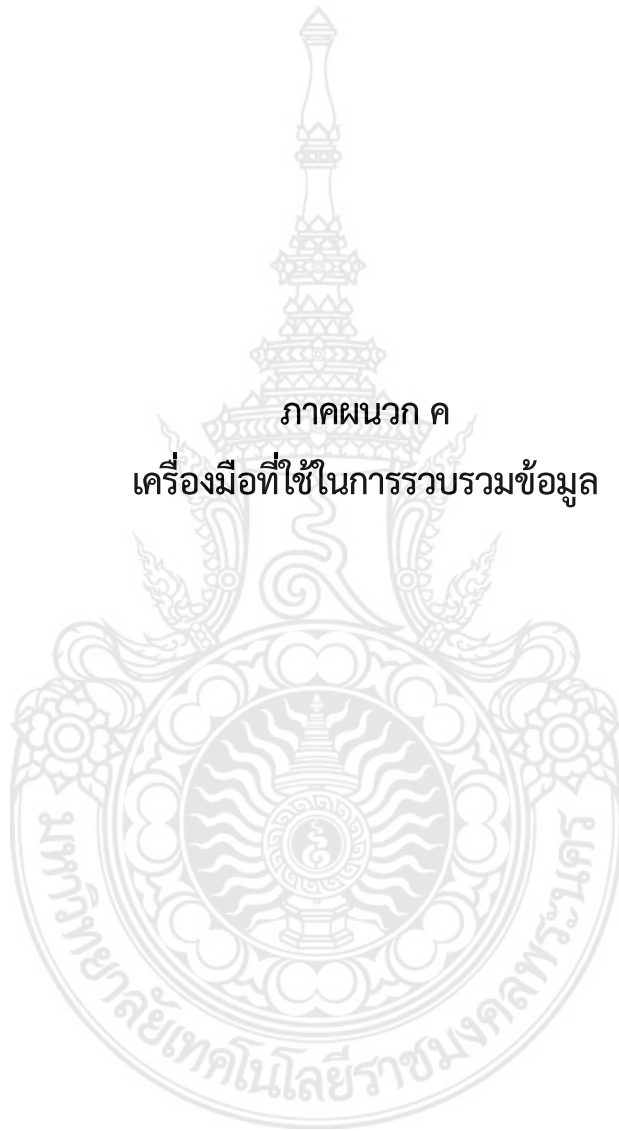 ภาคผนวก ค
เครื่องมือที่ใช้ในการรวบรวมข้อมูล
มหาวิทยาลัยเทคโนโลยีราชมงคลพระนคร